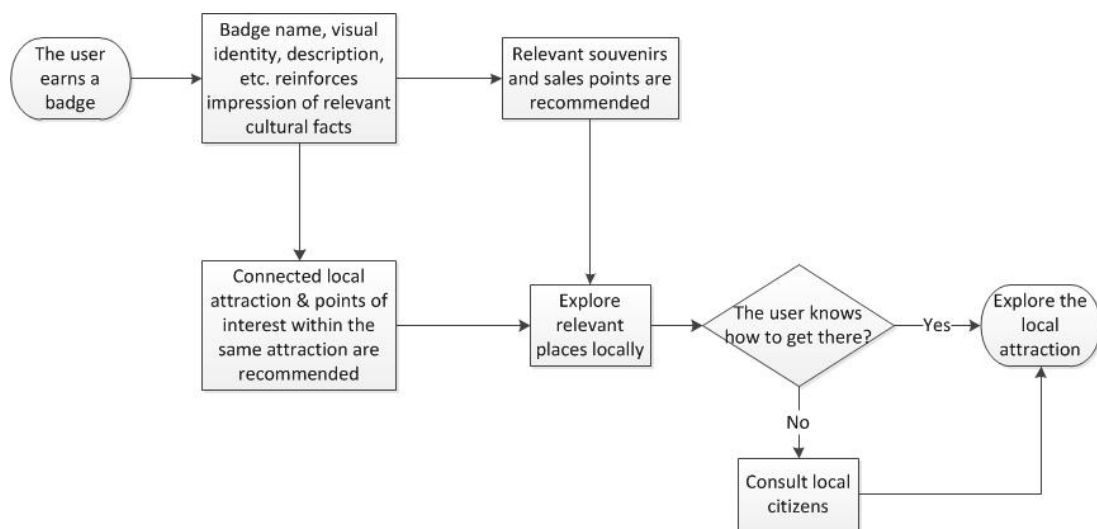 The user
earns a
badge
Badge name, visual
identity, description,
etc. reinforces
impression of relevant
cultural facts
Relevant souvenirs
and sales points are
recommended
Connected local
attraction & points of
interest within the
same attraction are
recommended
Explore
relevant
places locally
The user knows
how to get there?
Yes
Explore the
local
attraction
No
Consult local
citizens